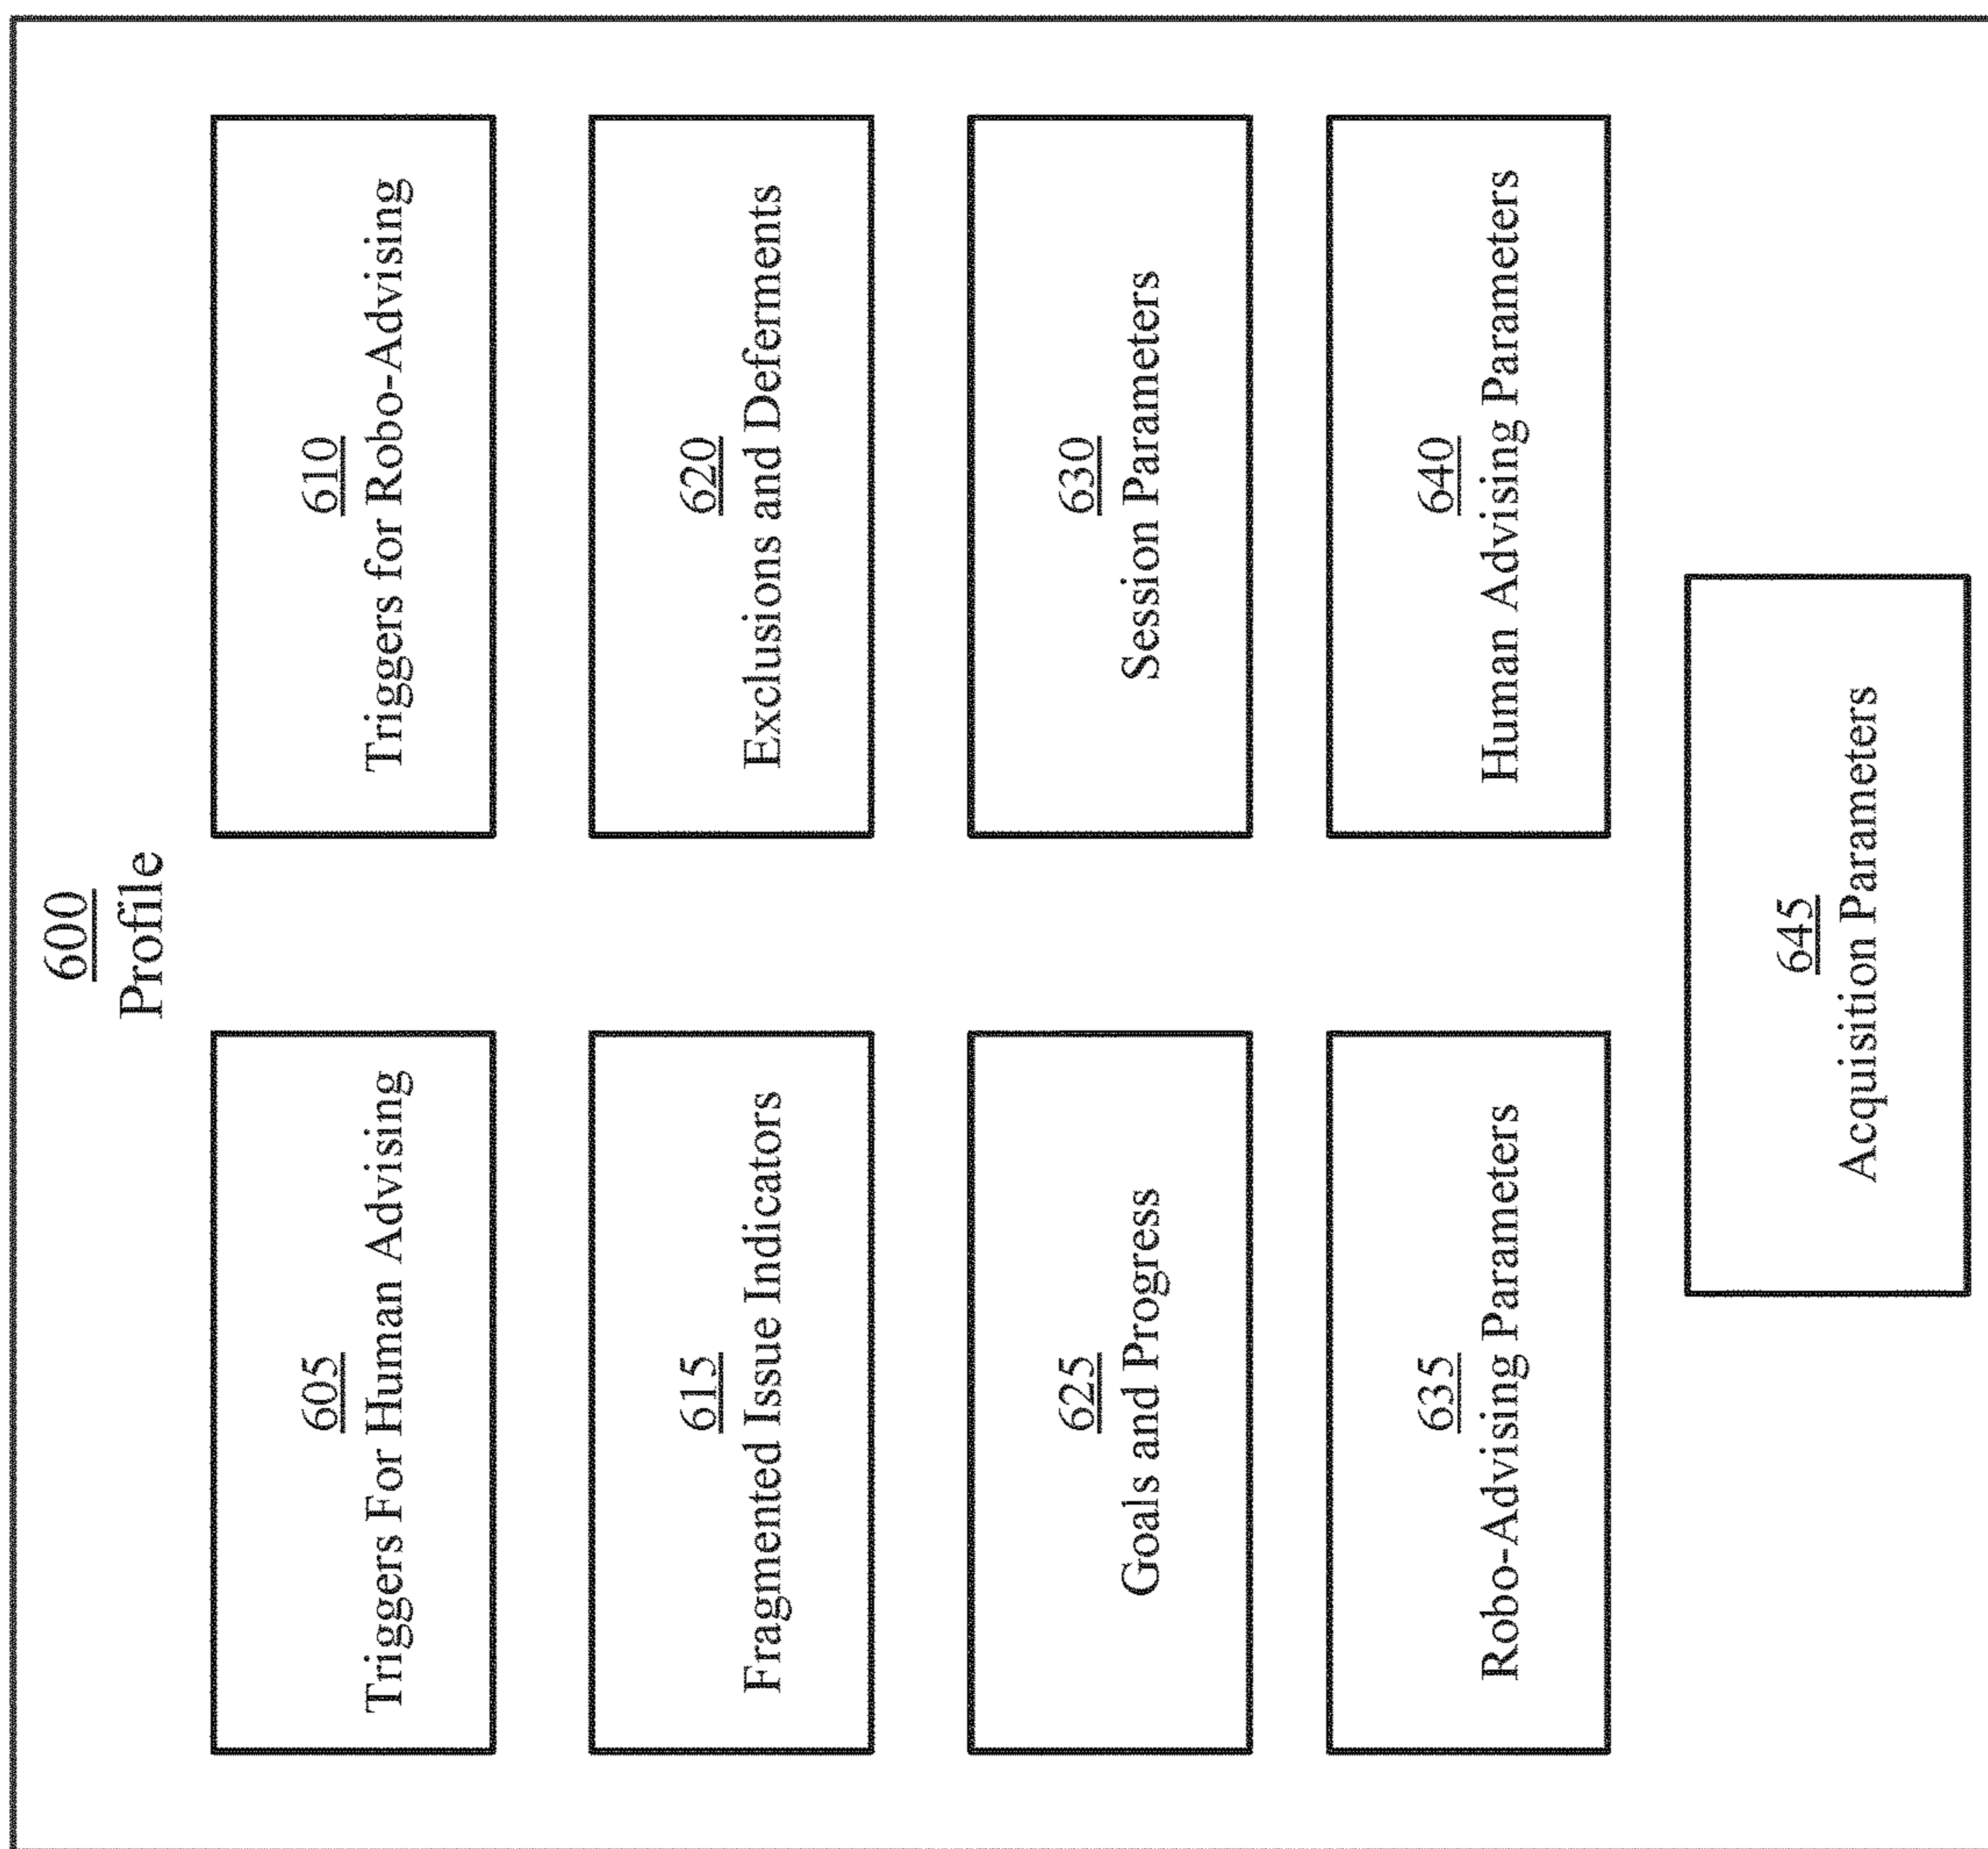 600
Profile
605
Triggers For Human Advising
610
Triggers for Robo-Advising
615
Fragmented Issue Indicators
620
Exclusions and Deferments
625
Goals and Progress
630
Session Parameters
635
Robo-Advising Parameters
640
Human Advising Parameters
645
Acquisition Parameters